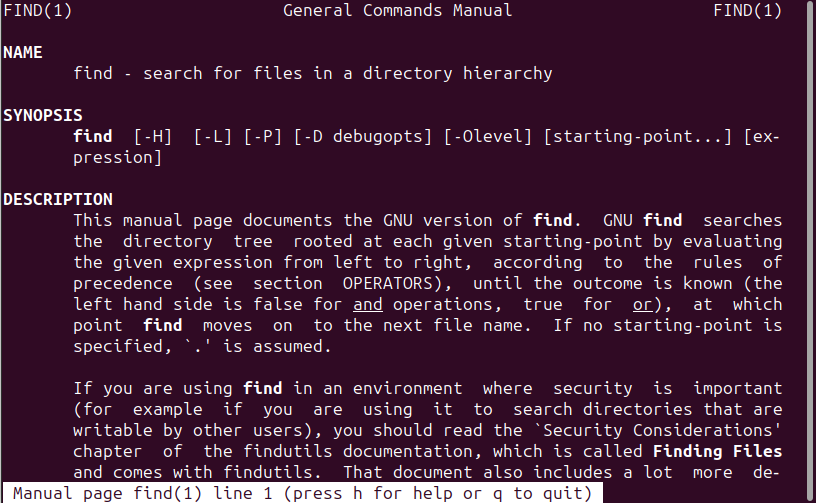 FIND(1)                     General Commands Manual                    FIND(1)
NAME
find - search for files in a directory hierarchy
SYNOPSIS
find  [-H]  [-L] [-P] [-D debugopts] [-Olevel] [starting-point...] [ex-
pression]
DESCRIPTION
This manual page documents the GNU version of find.  GNU find  searches
the  directory  tree  rooted at each given starting-point by evaluating
the given expression from left to right,  according  to  the  rules  of
precedence  (see  section  OPERATORS),  until the outcome is known (the
left hand side is false for and operations,  true  for  or),  at  which
point  find  moves  on  to the next file name.  If no starting-point is
specified, `.' is assumed.
If you are using find in an environment  where  security  is  important
(for  example  if  you  are  using  it  to  search directories that are
writable by other users), you should read the `Security Considerations'
chapter  of  the findutils documentation, which is called Finding Files
and comes with findutils.  That document also includes a lot  more  de-
Manual page find(1) line 1 (press h for help or q to quit)